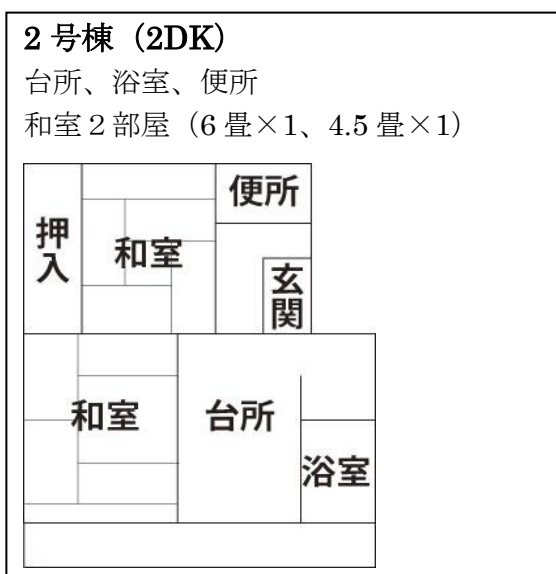 2号棟（2DK）
台所、浴室、便所
和室２部屋（6畳×1、4.5畳×1）
便所
押入
和室
玄関
和室
台所
浴室